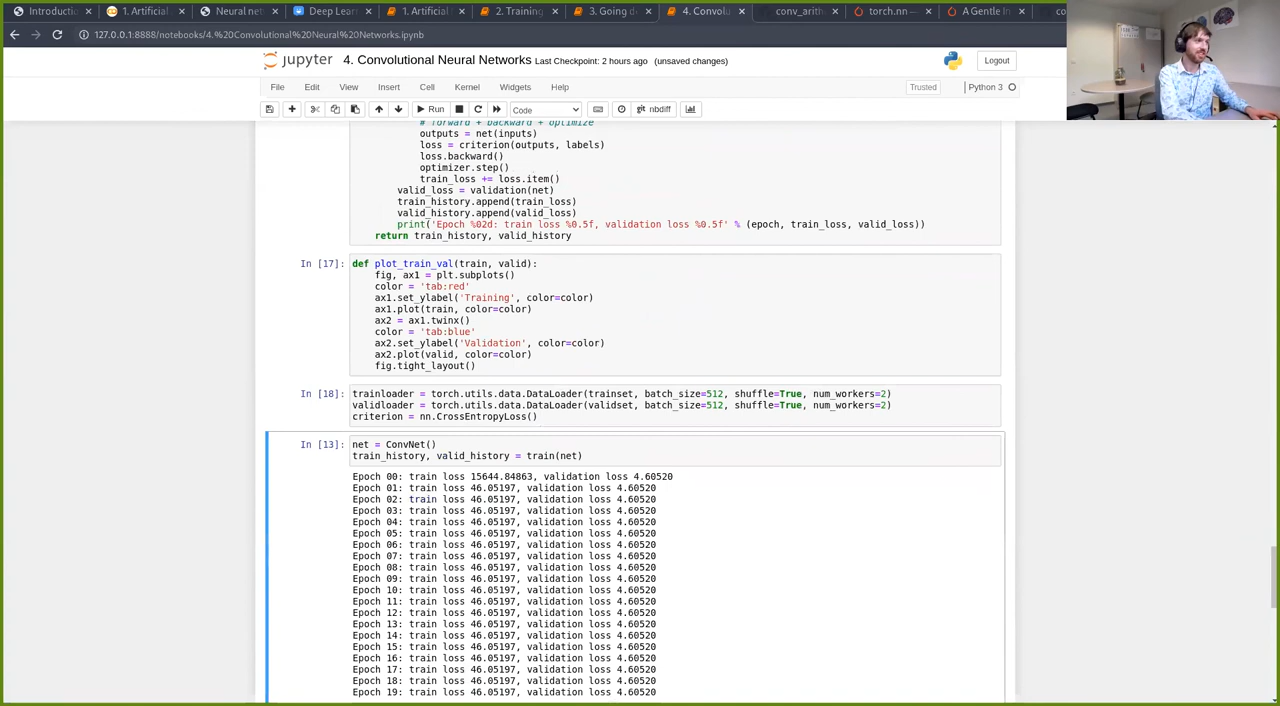 Introductio
1. Artificial
Neural net
Deep Learn
1. Artificial
2. Training
3. Going de
4. Convolu
conv_arith
torch.nn —
A Gentle In
co
127.0.0.1:8888/notebooks/4.%20Convolutional%20Neural%20Networks.ipynb
jupyter 4. Convolutional Neural Networks Last Checkpoint: 2 hours ago (unsaved changes)
Logout
File Edit View Insert Cell Kernel Widgets Help
Trusted | Python 3
Run Code git nbdiff
# forward + backward + optimize
outputs = net(inputs)
loss = criterion(outputs, labels)
loss.backward()
optimizer.step()
train_loss += loss.item()
valid_loss = validation(net)
train_history.append(train_loss)
valid_history.append(valid_loss)
print('Epoch %02d: train loss %0.5f, validation loss %0.5f' % (epoch, train_loss, valid_loss))
return train_history, valid_history
In [17]: def plot_train_val(train, valid):
fig, ax1 = plt.subplots()
color = 'tab:red'
ax1.set_ylabel('Training', color=color)
ax1.plot(train, color=color)
ax2 = ax1.twinx()
color = 'tab:blue'
ax2.set_ylabel('Validation', color=color)
ax2.plot(valid, color=color)
fig.tight_layout()
In [18]: trainloader = torch.utils.data.DataLoader(trainset, batch_size=512, shuffle=True, num_workers=2)
validloader = torch.utils.data.DataLoader(validset, batch_size=512, shuffle=True, num_workers=2)
criterion = nn.CrossEntropyLoss()
In [13]: net = ConvNet()
train_history, valid_history = train(net)
Epoch 00: train loss 15644.84863, validation loss 4.60520
Epoch 01: train loss 46.05197, validation loss 4.60520
Epoch 02: train loss 46.05197, validation loss 4.60520
Epoch 03: train loss 46.05197, validation loss 4.60520
Epoch 04: train loss 46.05197, validation loss 4.60520
Epoch 05: train loss 46.05197, validation loss 4.60520
Epoch 06: train loss 46.05197, validation loss 4.60520
Epoch 07: train loss 46.05197, validation loss 4.60520
Epoch 08: train loss 46.05197, validation loss 4.60520
Epoch 09: train loss 46.05197, validation loss 4.60520
Epoch 10: train loss 46.05197, validation loss 4.60520
Epoch 11: train loss 46.05197, validation loss 4.60520
Epoch 12: train loss 46.05197, validation loss 4.60520
Epoch 13: train loss 46.05197, validation loss 4.60520
Epoch 14: train loss 46.05197, validation loss 4.60520
Epoch 15: train loss 46.05197, validation loss 4.60520
Epoch 16: train loss 46.05197, validation loss 4.60520
Epoch 17: train loss 46.05197, validation loss 4.60520
Epoch 18: train loss 46.05197, validation loss 4.60520
Epoch 19: train loss 46.05197, validation loss 4.60520